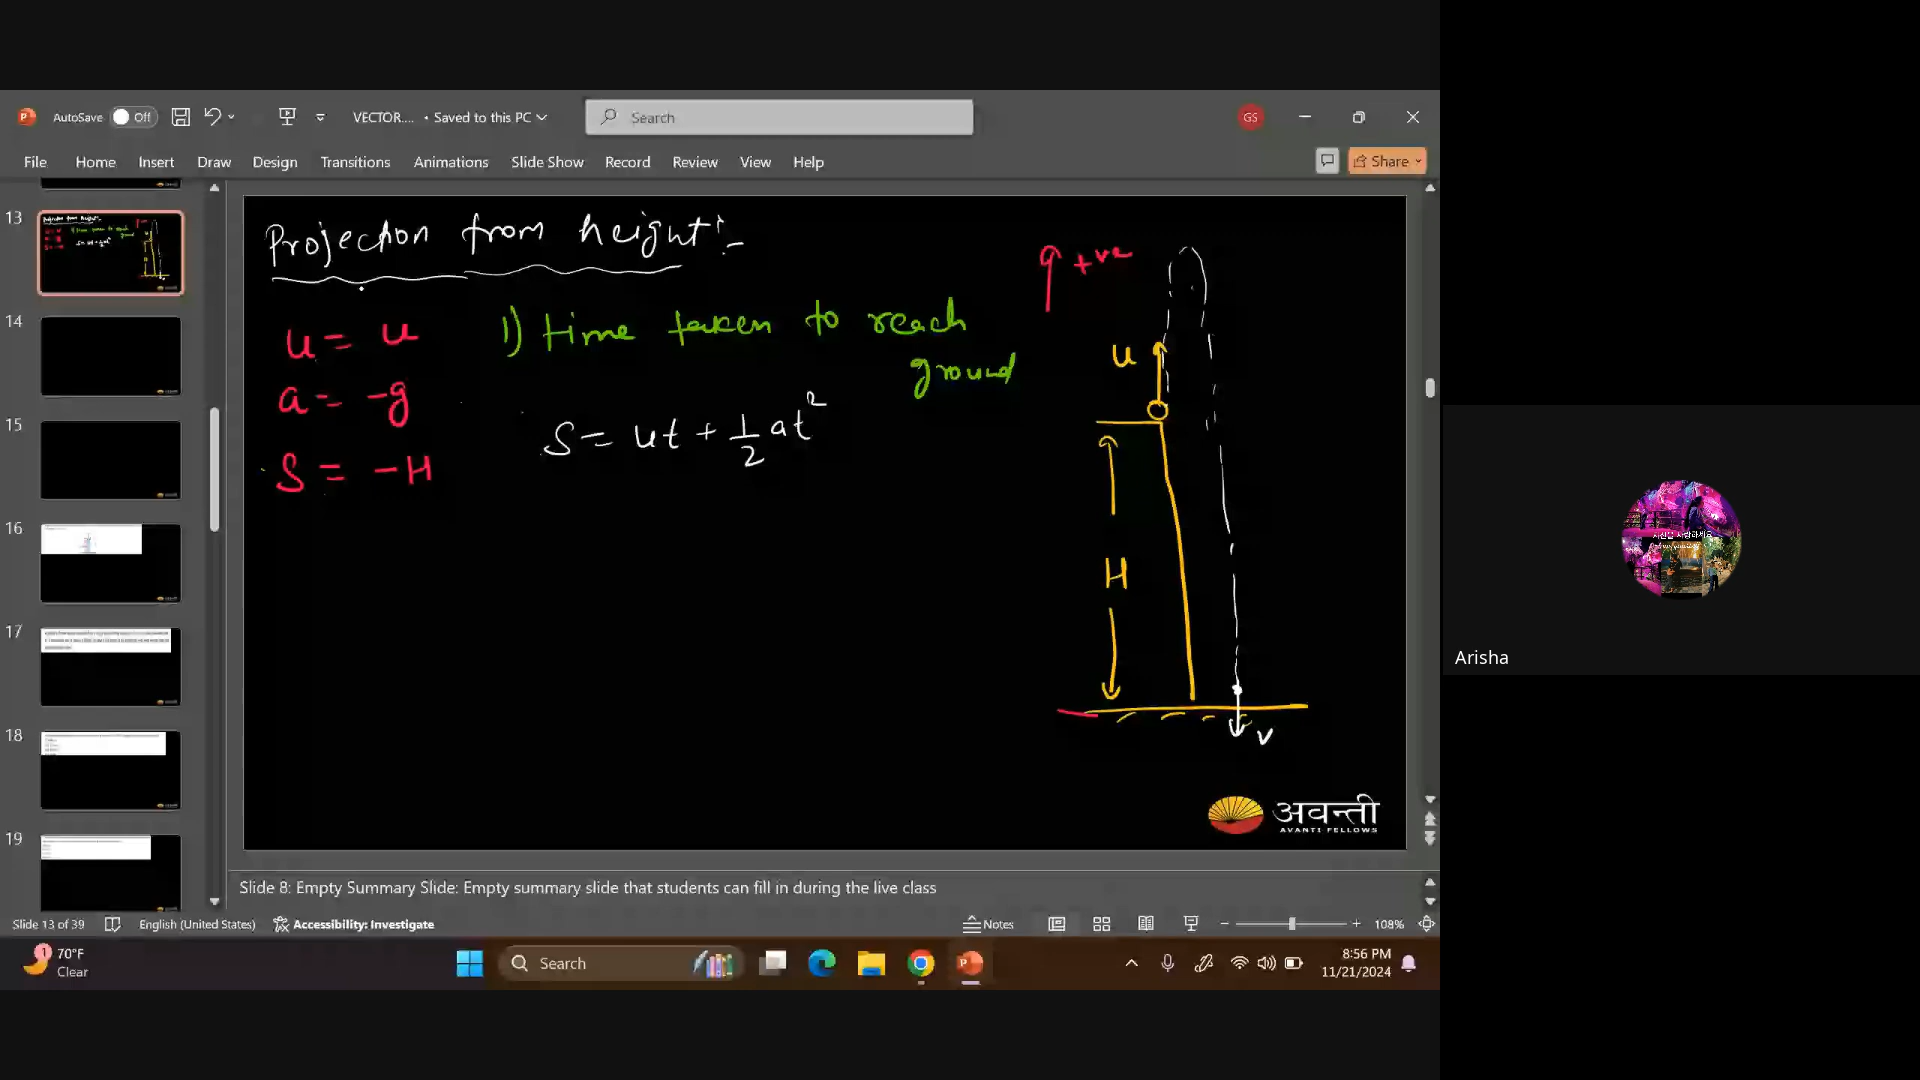 AutoSave Off VECTOR.... • Saved to this PC Search GS
File Home Insert Draw Design Transitions Animations Slide Show Record Review View Help Share
13
14
15
16
17
18
19
Projection from height:-
u = u
a = -g
S = -H
1) time taken to reach
ground
S = ut + 1/2 at²
+ve
u
H
v
अवन्ती
AVANTI FELLOWS
Arisha
Slide 8: Empty Summary Slide: Empty summary slide that students can fill in during the live class
Slide 13 of 39 English (United States) Accessibility: Investigate Notes 108%
1 70°F
Clear
Search
8:56 PM
11/21/2024